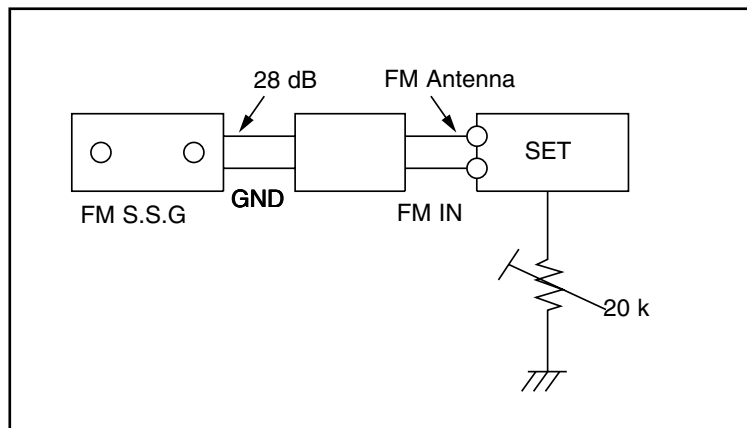 28 dB
FM Antenna
SET
GND
FM S.S.G
FM IN
20 k